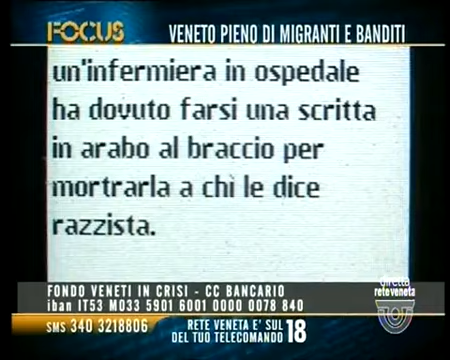 FOCUS
VENETO PIENO DI MIGRANTI E BANDITI
un'infermiera in ospedale
ha dovuto farsi una scritta
in arabo al braccio per
mortrarla a chì le dice
razzista.
diretta
reteveneta
FONDO VENETI IN CRISI - CC BANCARIO
iban IT53 M033 5901 6001 0000 0078 840
SMS 340 3218806
RETE VENETA E' SUL
DEL TUO TELECOMANDO 18